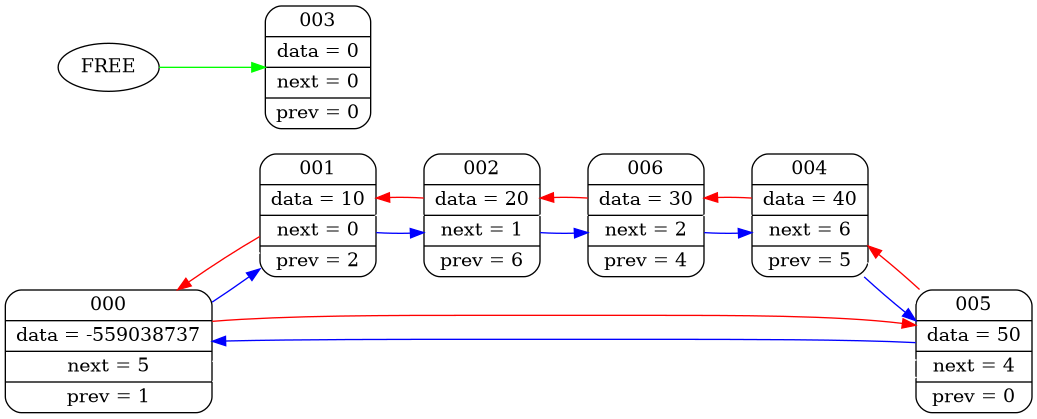 FREE
003
data = 0
next = 0
prev = 0
001
data = 10
next = 0
prev = 2
002
data = 20
next = 1
prev = 6
006
data = 30
next = 2
prev = 4
004
data = 40
next = 6
prev = 5
000
data = -559038737
next = 5
prev = 1
005
data = 50
next = 4
prev = 0